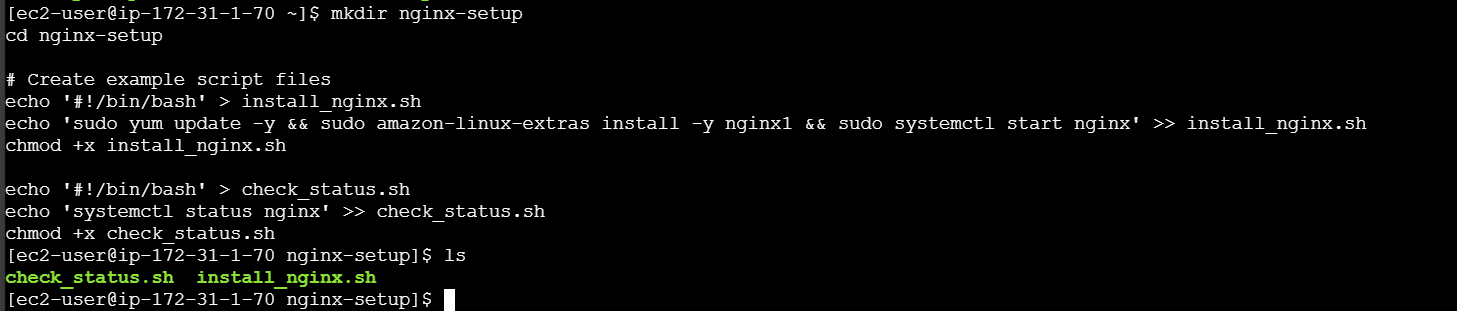 [ec2-user@ip-172-31-1-70 ~]$ mkdir nginx-setup
cd nginx-setup
# Create example script files
echo '#!/bin/bash' > install_nginx.sh
echo 'sudo yum update -y && sudo amazon-linux-extras install -y nginx1 && sudo systemctl start nginx' >> install_nginx.sh
chmod +x install_nginx.sh
echo '#!/bin/bash' > check_status.sh
echo 'systemctl status nginx' >> check_status.sh
chmod +x check_status.sh
[ec2-user@ip-172-31-1-70 nginx-setup]$ ls
check_status.sh  install_nginx.sh
[ec2-user@ip-172-31-1-70 nginx-setup]$